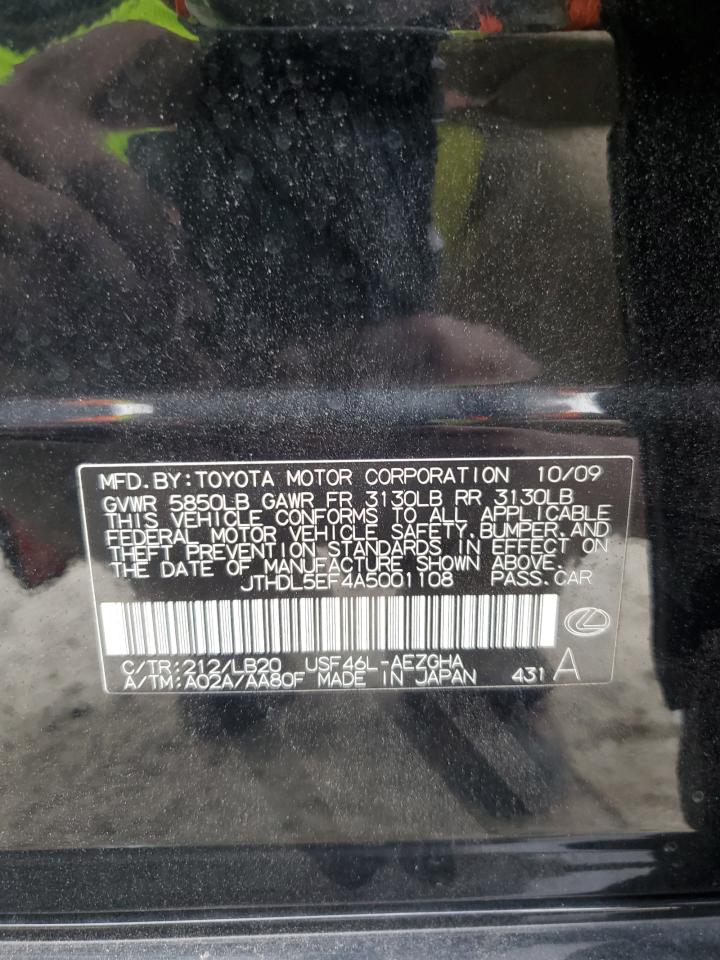 MFD.BY:TOYOTA MOTOR CORPORATION 10/09
GVWR 5850LB GAWR FR 3130LB RR 3130LB
THIS VEHICLE CONFORMS TO ALL APPLICABLE
FEDERAL MOTOR VEHICLE SAFETY,BUMPER,AND
THEFT PREVENTION STANDARDS IN EFFECT ON
THE DATE OF MANUFACTURE SHOWN ABOVE.
JTHDL5EF4A5001108 PASS.CAR
C/TR:212/LB20 USF46L-AEZGHA
A/TM:A02A/AA80F MADE IN JAPAN 431 A